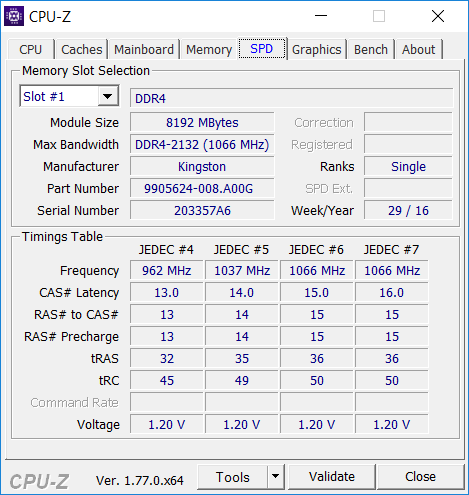 CPU-Z
CPU Caches Mainboard Memory SPD Graphics Bench About
Memory Slot Selection
Slot #1 DDR4
Module Size 8192 MBytes Correction
Max Bandwidth DDR4-2132 (1066 MHz) Registered
Manufacturer Kingston Ranks Single
Part Number 9905624-008.A00G SPD Ext.
Serial Number 203357A6 Week/Year 29 / 16
Timings Table
JEDEC #4 JEDEC #5 JEDEC #6 JEDEC #7
Frequency 962 MHz 1037 MHz 1066 MHz 1066 MHz
CAS# Latency 13.0 14.0 15.0 16.0
RAS# to CAS# 13 14 15 15
RAS# Precharge 13 14 15 15
tRAS 32 35 36 36
tRC 45 49 50 50
Command Rate
Voltage 1.20 V 1.20 V 1.20 V 1.20 V
CPU-Z Ver. 1.77.0.x64 Tools Validate Close